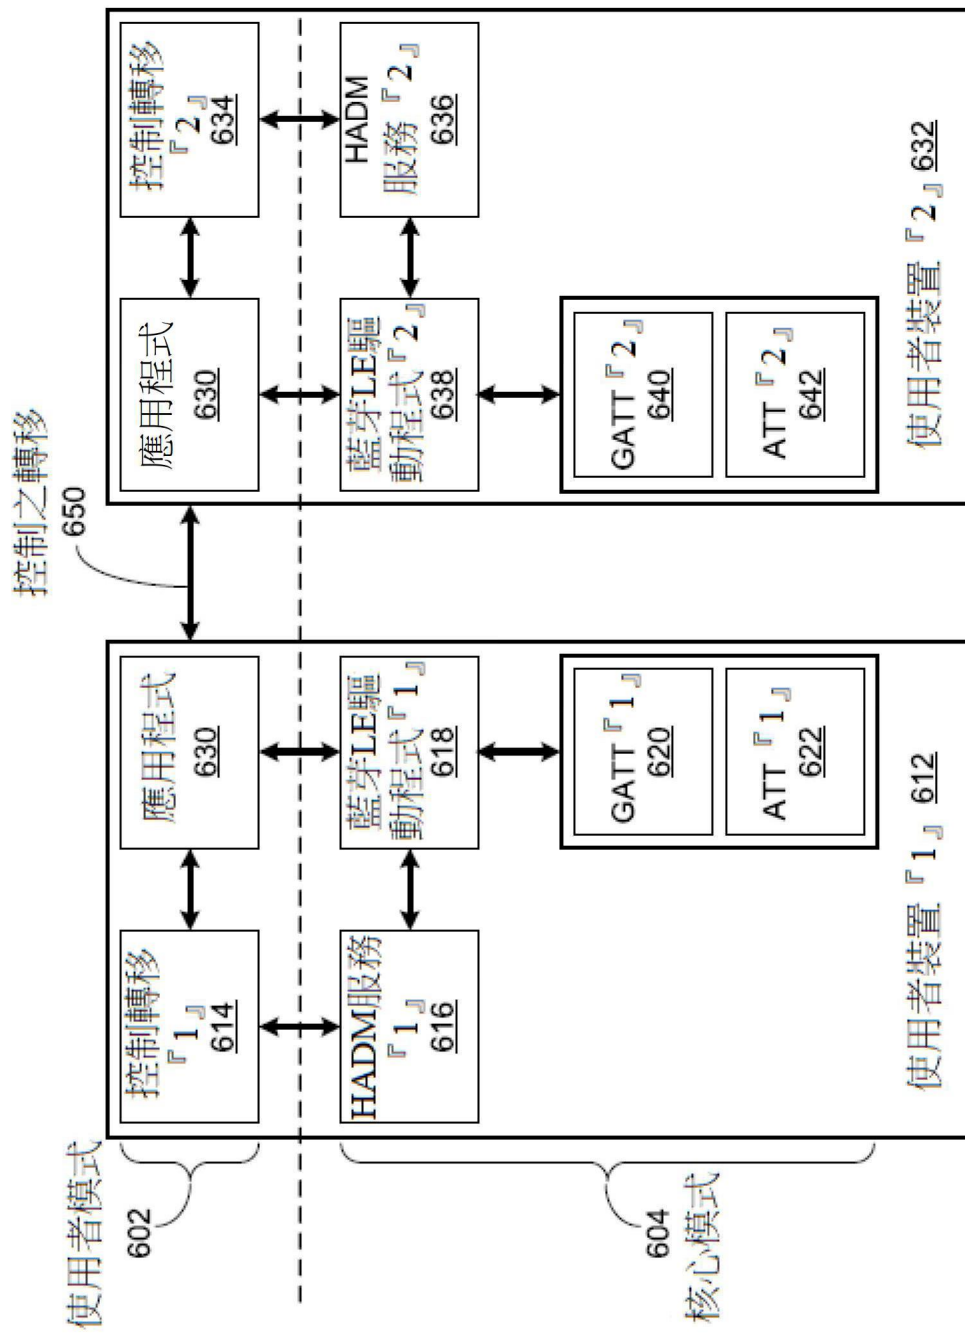 控制之轉移
650
使用者模式
602
控制轉移
『1』
614
應用程式
630
應用程式
630
控制轉移
『2』
634
604
核心模式
HADM服務
『1』
616
藍芽LE驅
動程式『1』
618
藍芽LE驅
動程式『2』
638
HADM
服務『2』
636
GATT『1』
620
ATT『1』
622
GATT『2』
640
ATT『2』
642
使用者裝置『1』612
使用者裝置『2』632